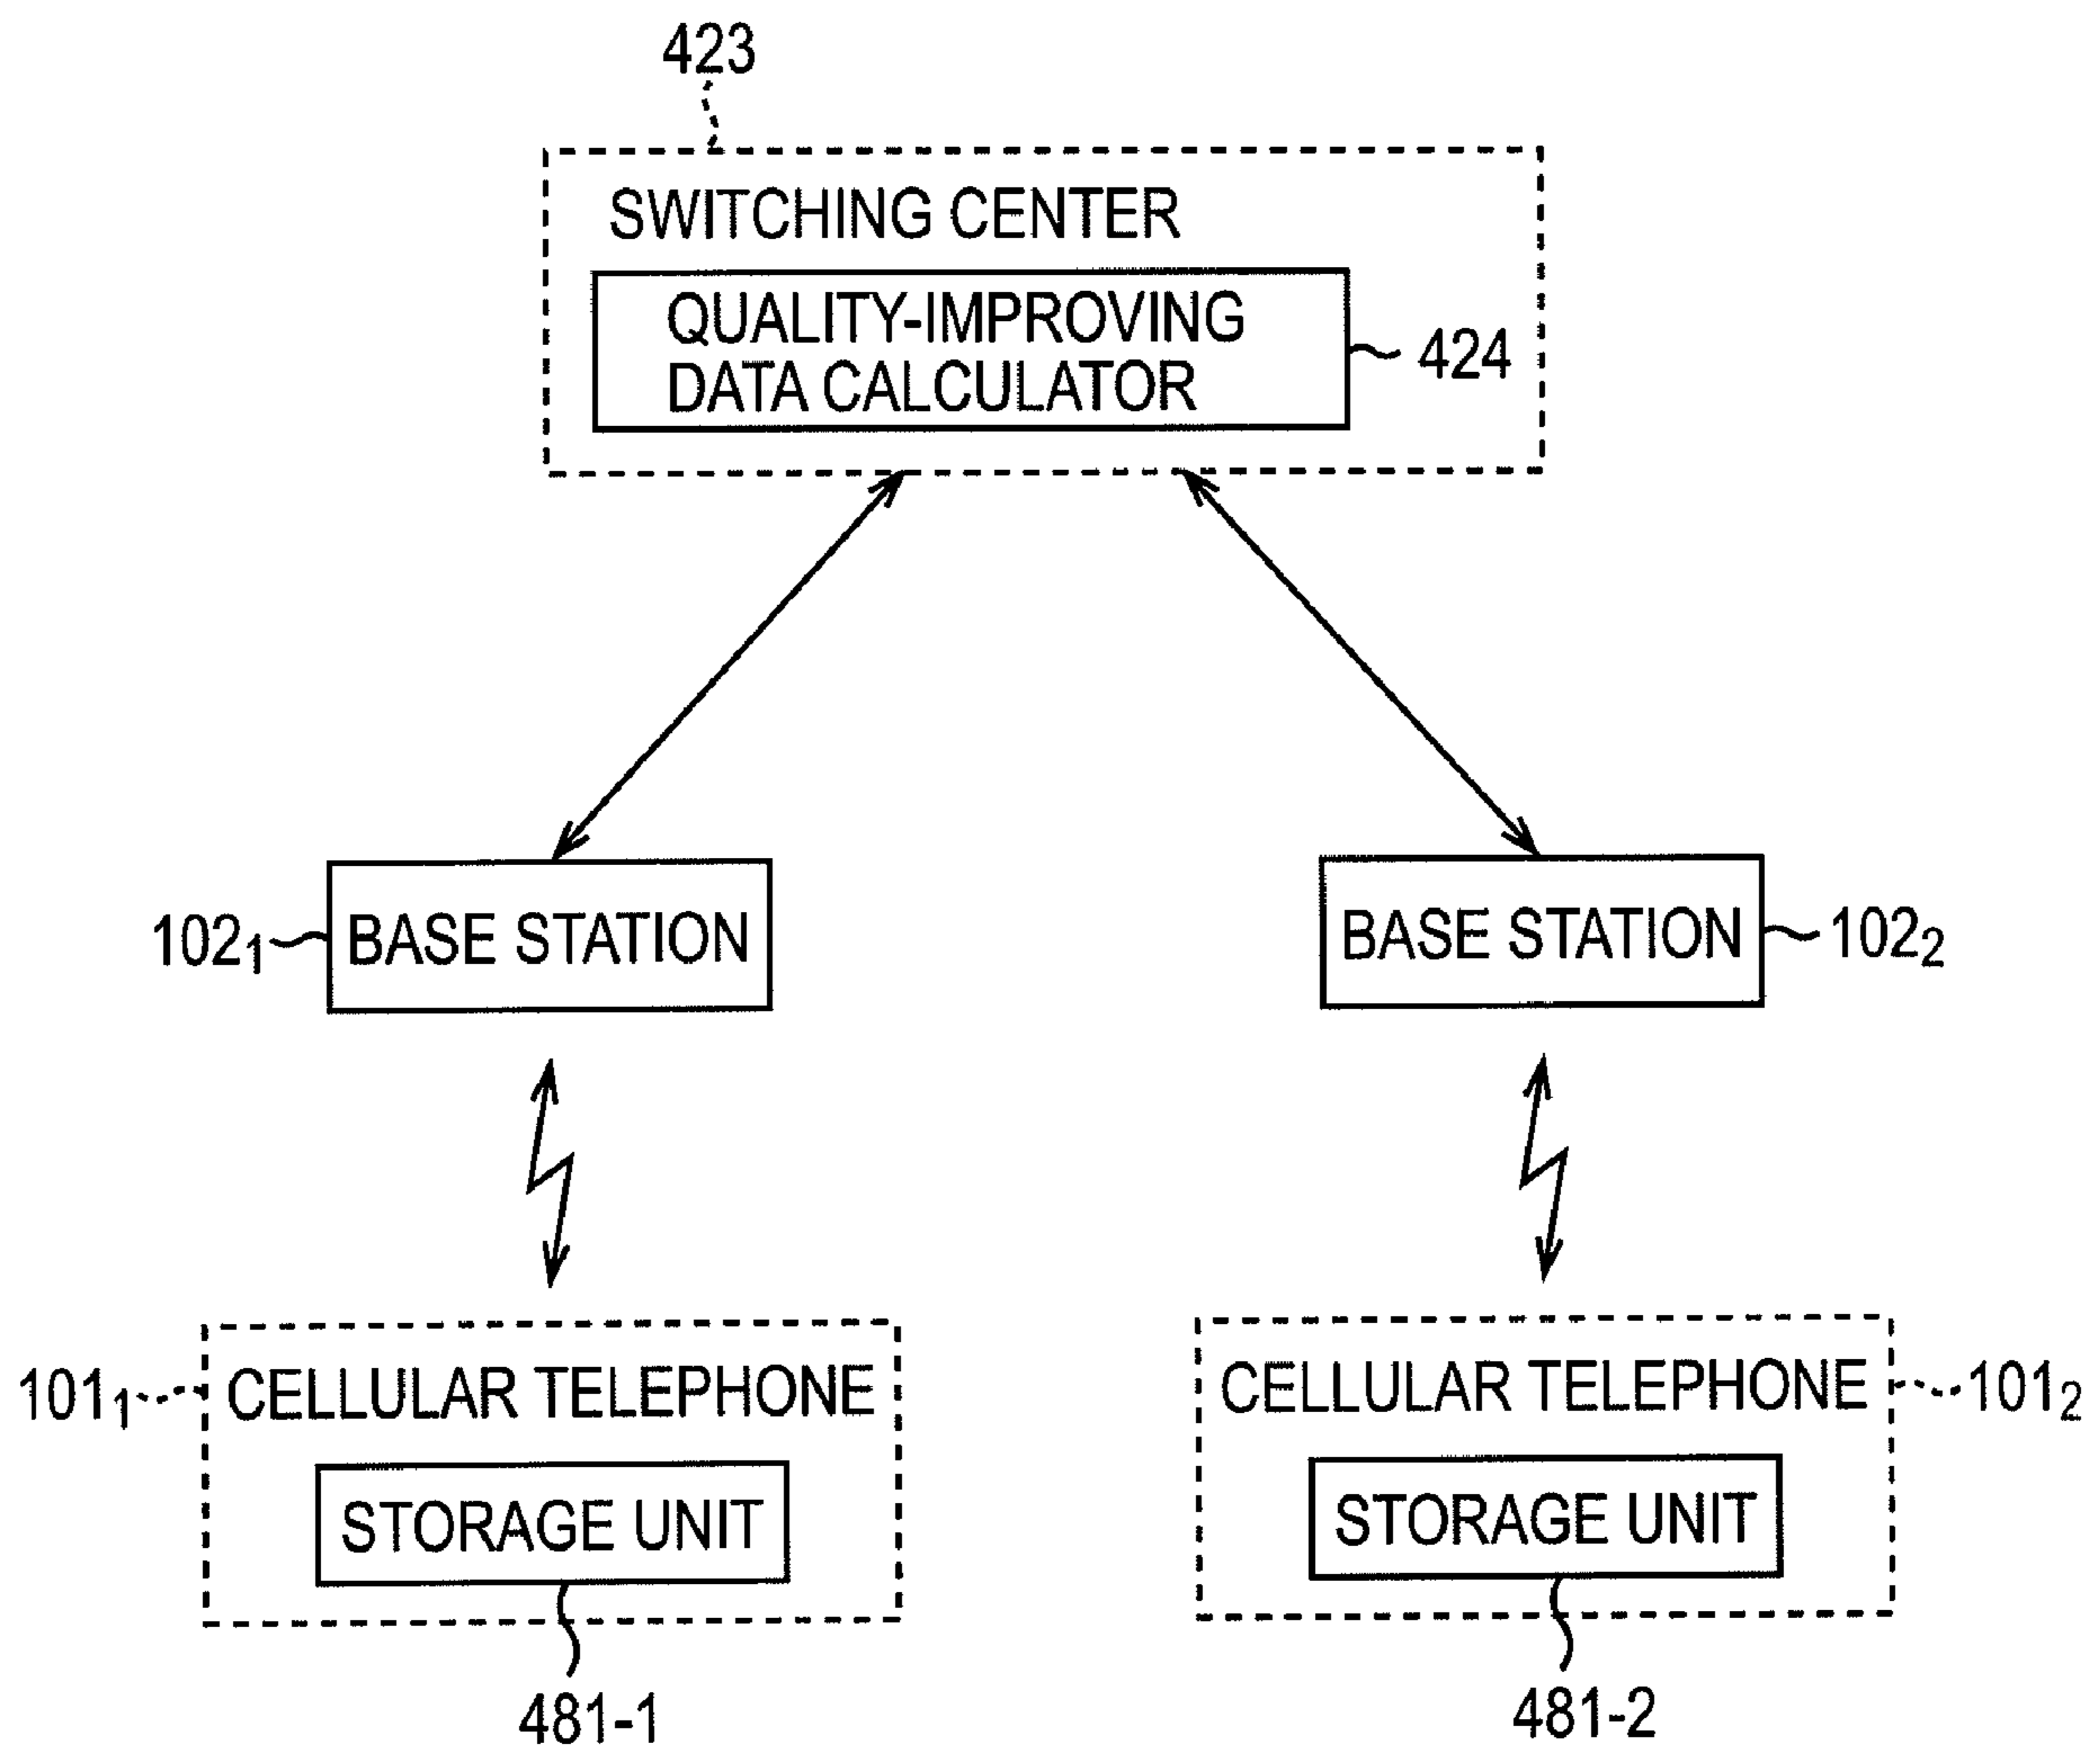 423
SWITCHING CENTER
QUALITY-IMPROVING
DATA CALCULATOR
424
102₁
BASE STATION
BASE STATION
102₂
101₁
CELLULAR TELEPHONE
STORAGE UNIT
481-1
CELLULAR TELEPHONE
101₂
STORAGE UNIT
481-2